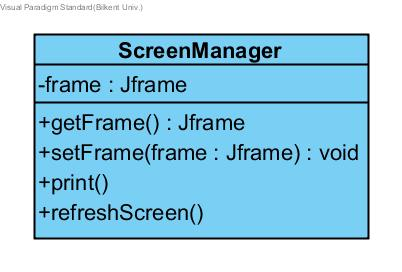 Visual Paradigm Standard(Bilkent Univ.)
ScreenManager
-frame : Jframe
+getFrame() : Jframe
+setFrame(frame : Jframe) : void
+print()
+refreshScreen()